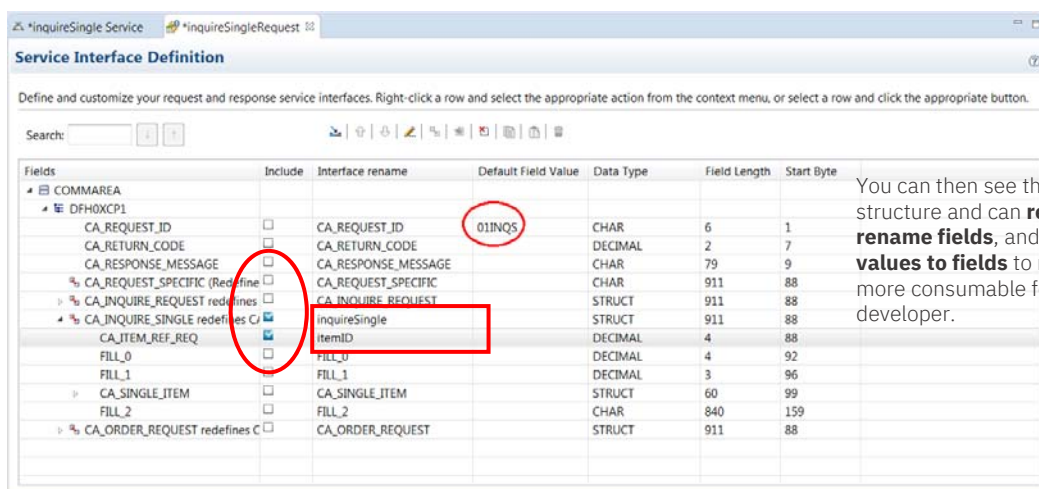 *inquireSingle Service *inquireSingleRequest
Service Interface Definition
Define and customize your request and response service interfaces. Right-click a row and select the appropriate action from the context menu, or select a row and click the appropriate button.
Search:
Fields Include Interface rename Default Field Value Data Type Field Length Start Byte
COMMAREA
DFH0XCP1
CA_REQUEST_ID CA_REQUEST_ID 01INQS CHAR 6 1
CA_RETURN_CODE CA_RETURN_CODE DECIMAL 2 7
CA_RESPONSE_MESSAGE CA_RESPONSE_MESSAGE CHAR 79 9
CA_REQUEST_SPECIFIC (Redefine CA_REQUEST_SPECIFIC CHAR 911 88
CA_INQUIRE_REQUEST redefines CA_INQUIRE_REQUEST STRUCT 911 88
CA_INQUIRE_SINGLE redefines inquireSingle STRUCT 911 88
CA_ITEM_REF_REQ itemID DECIMAL 4 88
FILL_0 FILL_0 DECIMAL 4 92
FILL_1 FILL_1 DECIMAL 3 96
CA_SINGLE_ITEM CA_SINGLE_ITEM STRUCT 60 99
FILL_2 FILL_2 CHAR 840 159
CA_ORDER_REQUEST redefines C CA_ORDER_REQUEST STRUCT 911 88
You can then see th
structure and can re
rename fields, and
values to fields to
more consumable f
developer.